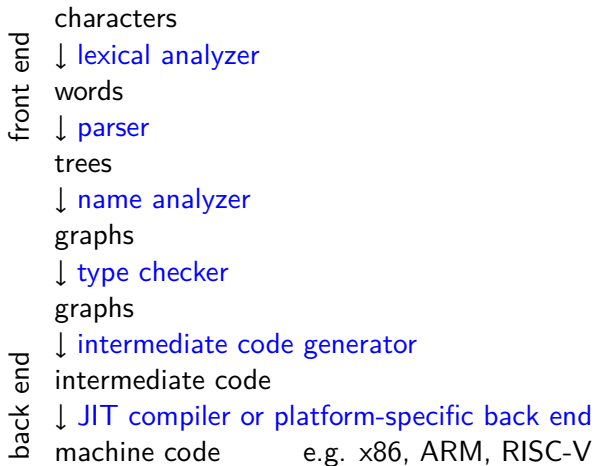 front end
characters
↓ lexical analyzer
words
↓ parser
trees
↓ name analyzer
graphs
↓ type checker
graphs
↓ intermediate code generator
back end
intermediate code
↓ JIT compiler or platform-specific back end
machine code e.g. x86, ARM, RISC-V